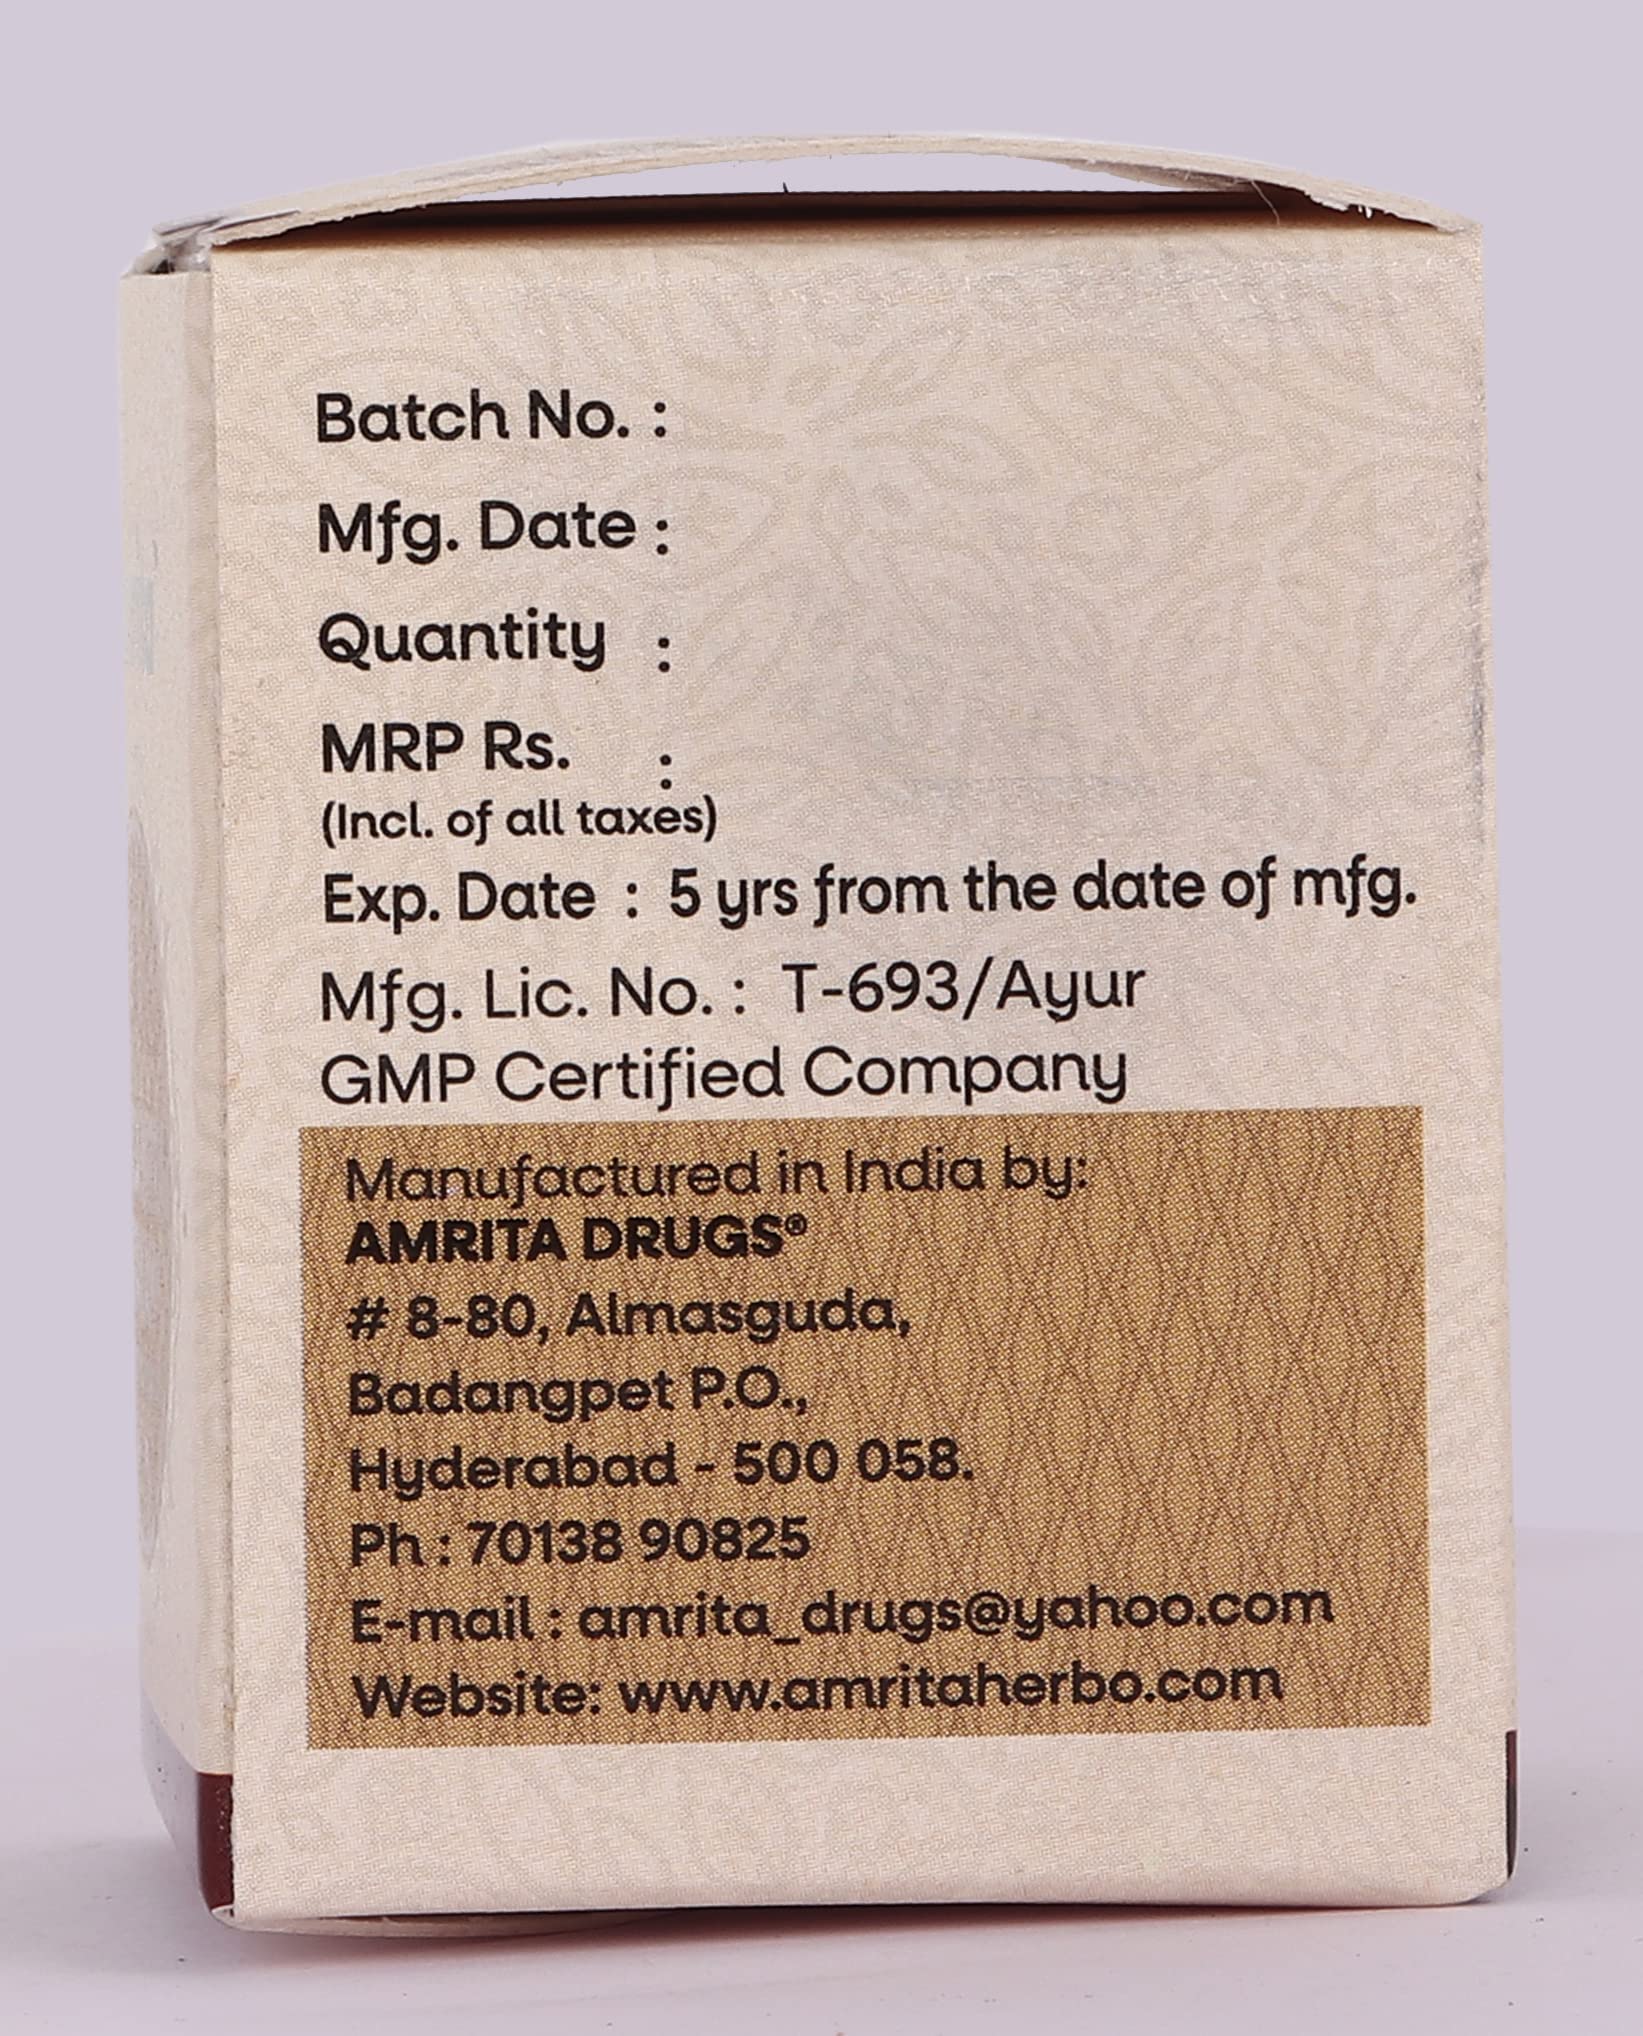 Batch No. :
Mfg. Date :
Quantity :
MRP Rs. :
(Incl. of all taxes)
Exp. Date : 5 yrs from the date of mfg.
Mfg. Lic. No. : T-693/Ayur
GMP Certified Company
Manufactured in India by:
AMRITA DRUGS®
# 8-80, Almasguda,
Badangpet P.O.,
Hyderabad - 500 058.
Ph : 70138 90825
E-mail : amrita_drugs@yahoo.com
Website: www.amritaherbo.com